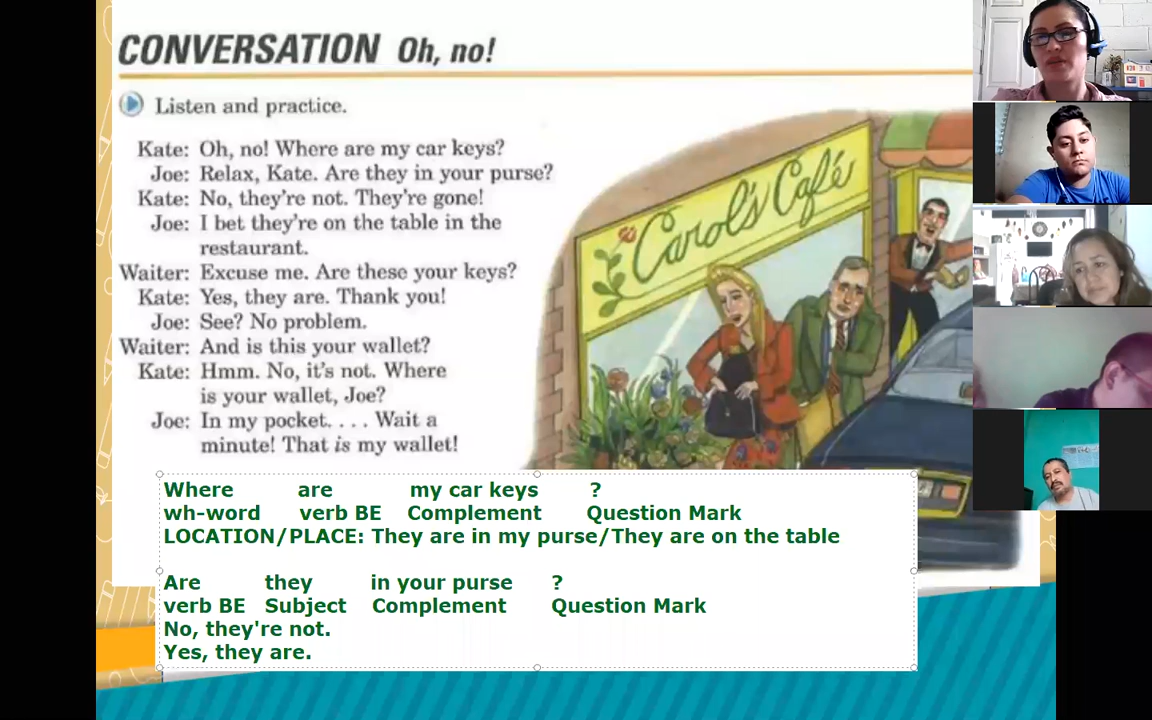 CONVERSATION Oh, no!
Listen and practice.
Kate: Oh, no! Where are my car keys?
Joe: Relax, Kate. Are they in your purse?
Kate: No, they're not. They're gone!
Joe: I bet they're on the table in the
restaurant.
Waiter: Excuse me. Are these your keys?
Kate: Yes, they are. Thank you!
Joe: See? No problem.
Waiter: And is this your wallet?
Kate: Hmm. No, it's not. Where
is your wallet, Joe?
Joe: In my pocket. . . . Wait a
minute! That is my wallet!
Carol's Café
Where are my car keys ?
wh-word verb BE Complement Question Mark
LOCATION/PLACE: They are in my purse/They are on the table
Are they in your purse ?
verb BE Subject Complement Question Mark
No, they're not.
Yes, they are.